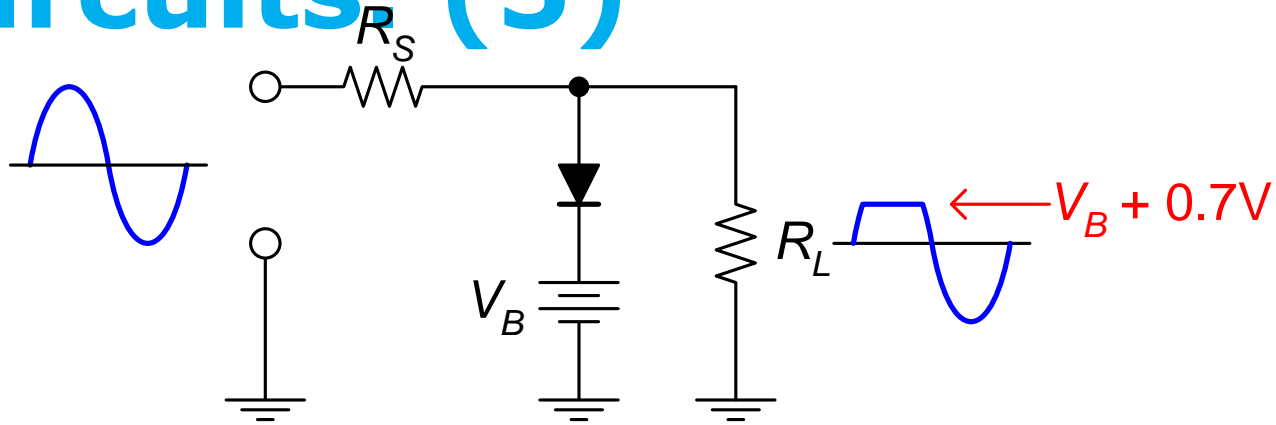 ircuits. (3)
R_S
V_B + 0.7V
R_L
V_B